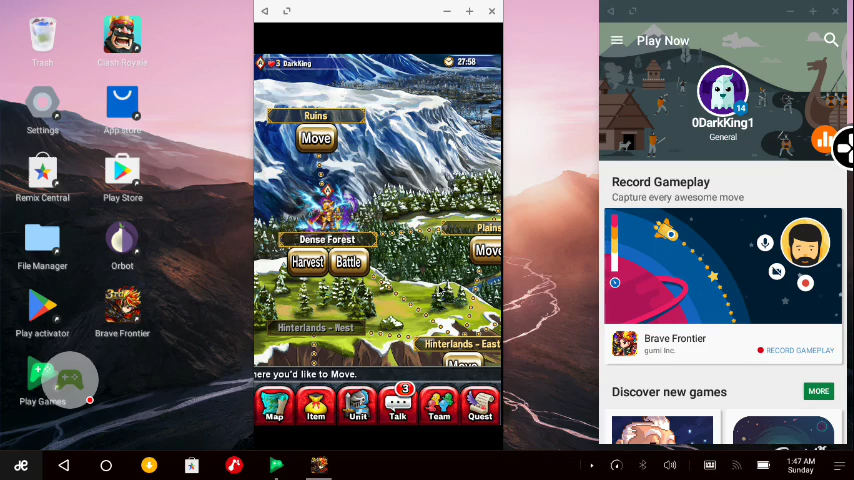 Trash
Clash Royale
Settings
App store
Remix Central
Play Store
File Manager
Orbot
Play activator
Brave Frontier
Play Games
3 DarkKing
27:58
Ruins
Move
Dense Forest
Harvest
Battle
Plains
Move
Hinterlands - West
Hinterlands - East
Move
here you'd like to Move.
3
Map
Item
Unit
Talk
Team
Quest
Play Now
14
0DarkKing1
General
Record Gameplay
Capture every awesome move
Brave Frontier
gumi Inc.
RECORD GAMEPLAY
Discover new games
MORE
1:47 AM
Sunday